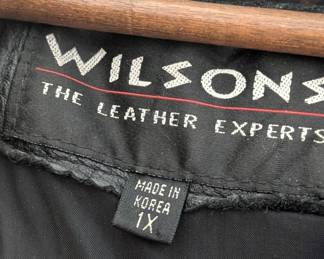 WILSONS
THE LEATHER EXPERTS
MADE IN
KOREA
1X